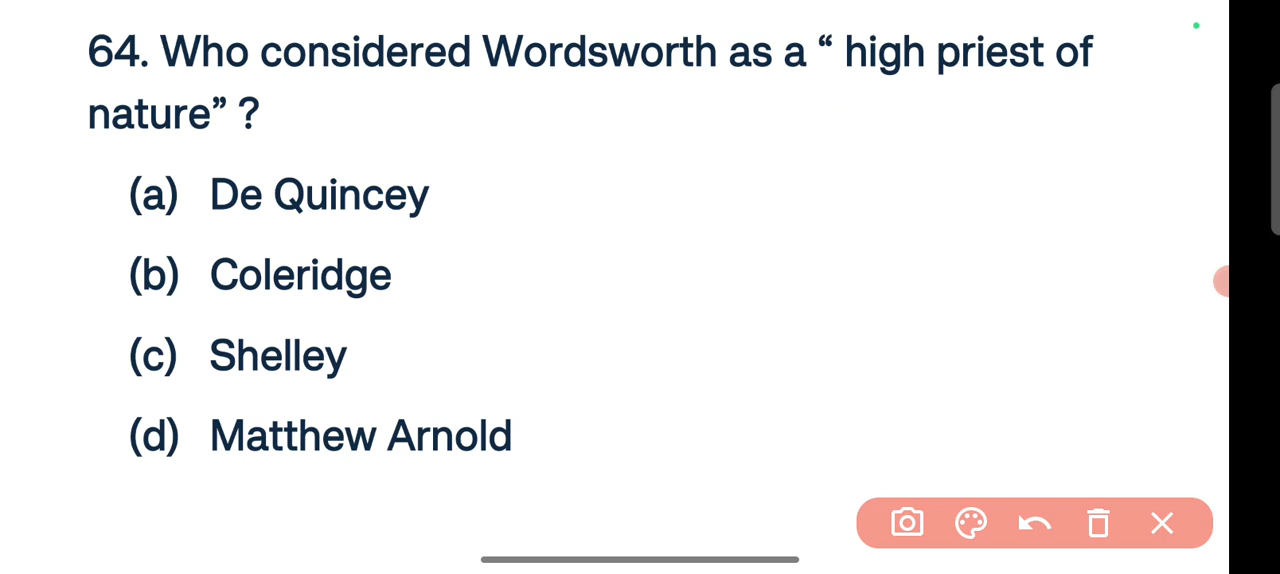 64. Who considered Wordsworth as a “ high priest of
nature” ?
(a) De Quincey
(b) Coleridge
(c) Shelley
(d) Matthew Arnold